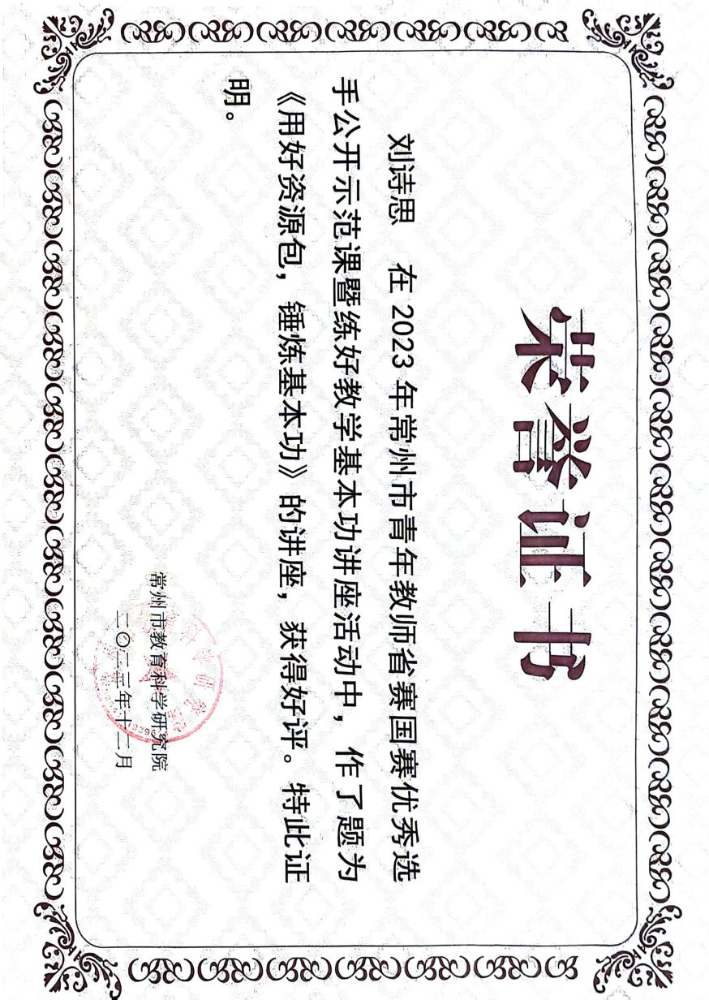 荣誉证书
刘诗思 在 2023 年常州市青年教师省赛国赛优秀选
手公开示范课暨练好教学基本功讲座活动中，作了题为
《用好资源包，锤炼基本功》的讲座，获得好评。特此证
明。
常州市教育科学研究院
二〇二三年十二月